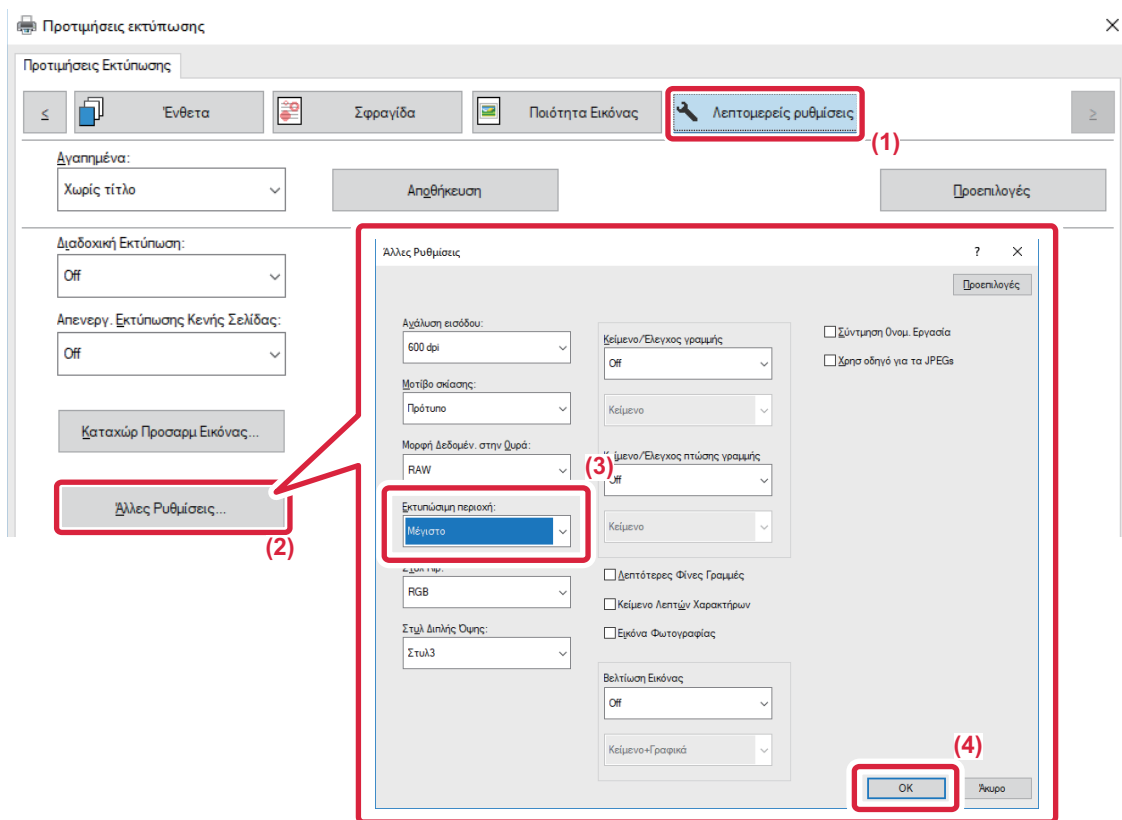 Προτιμήσεις εκτύπωσης
Προτιμήσεις Εκτύπωσης
≤ Ένθετα Σφραγίδα Ποιότητα Εικόνας Λεπτομερείς ρυθμίσεις ≥
(1)
Αγαπημένα:
Χωρίς τίτλο Αποθήκευση Προεπιλογές
Διαδοχική Εκτύπωση:
Off
Απενεργ. Εκτύπωσης Κενής Σελίδας:
Off
Καταχώρ Προσαρμ Εικόνας...
Άλλες Ρυθμίσεις...
(2)
Άλλες Ρυθμίσεις ?
Προεπιλογές
Ανάλυση εισόδου:
600 dpi
Μοτίβο σκίασης:
Πρότυπο
Μορφή Δεδομέν. στην Ουρά:
RAW
(3)
Εκτυπώσιμη περιοχή:
Μέγιστο
RGB
Στυλ Διπλής Όψης:
Στυλ3
Κείμενο/Έλεγχος γραμμής
Off
Κείμενο
Κείμενο/Έλεγχος πτώσης γραμμής
Off
Κείμενο
Λεπτότερες Φίνες Γραμμές
Κείμενο Λεπτών Χαρακτήρων
Εικόνα Φωτογραφίας
Βελτίωση Εικόνας
Off
Κείμενο+Γραφικά
Σύντμηση Ονομ. Εργασία
Χρησ οδηγό για τα JPEGs
(4)
OK Άκυρο